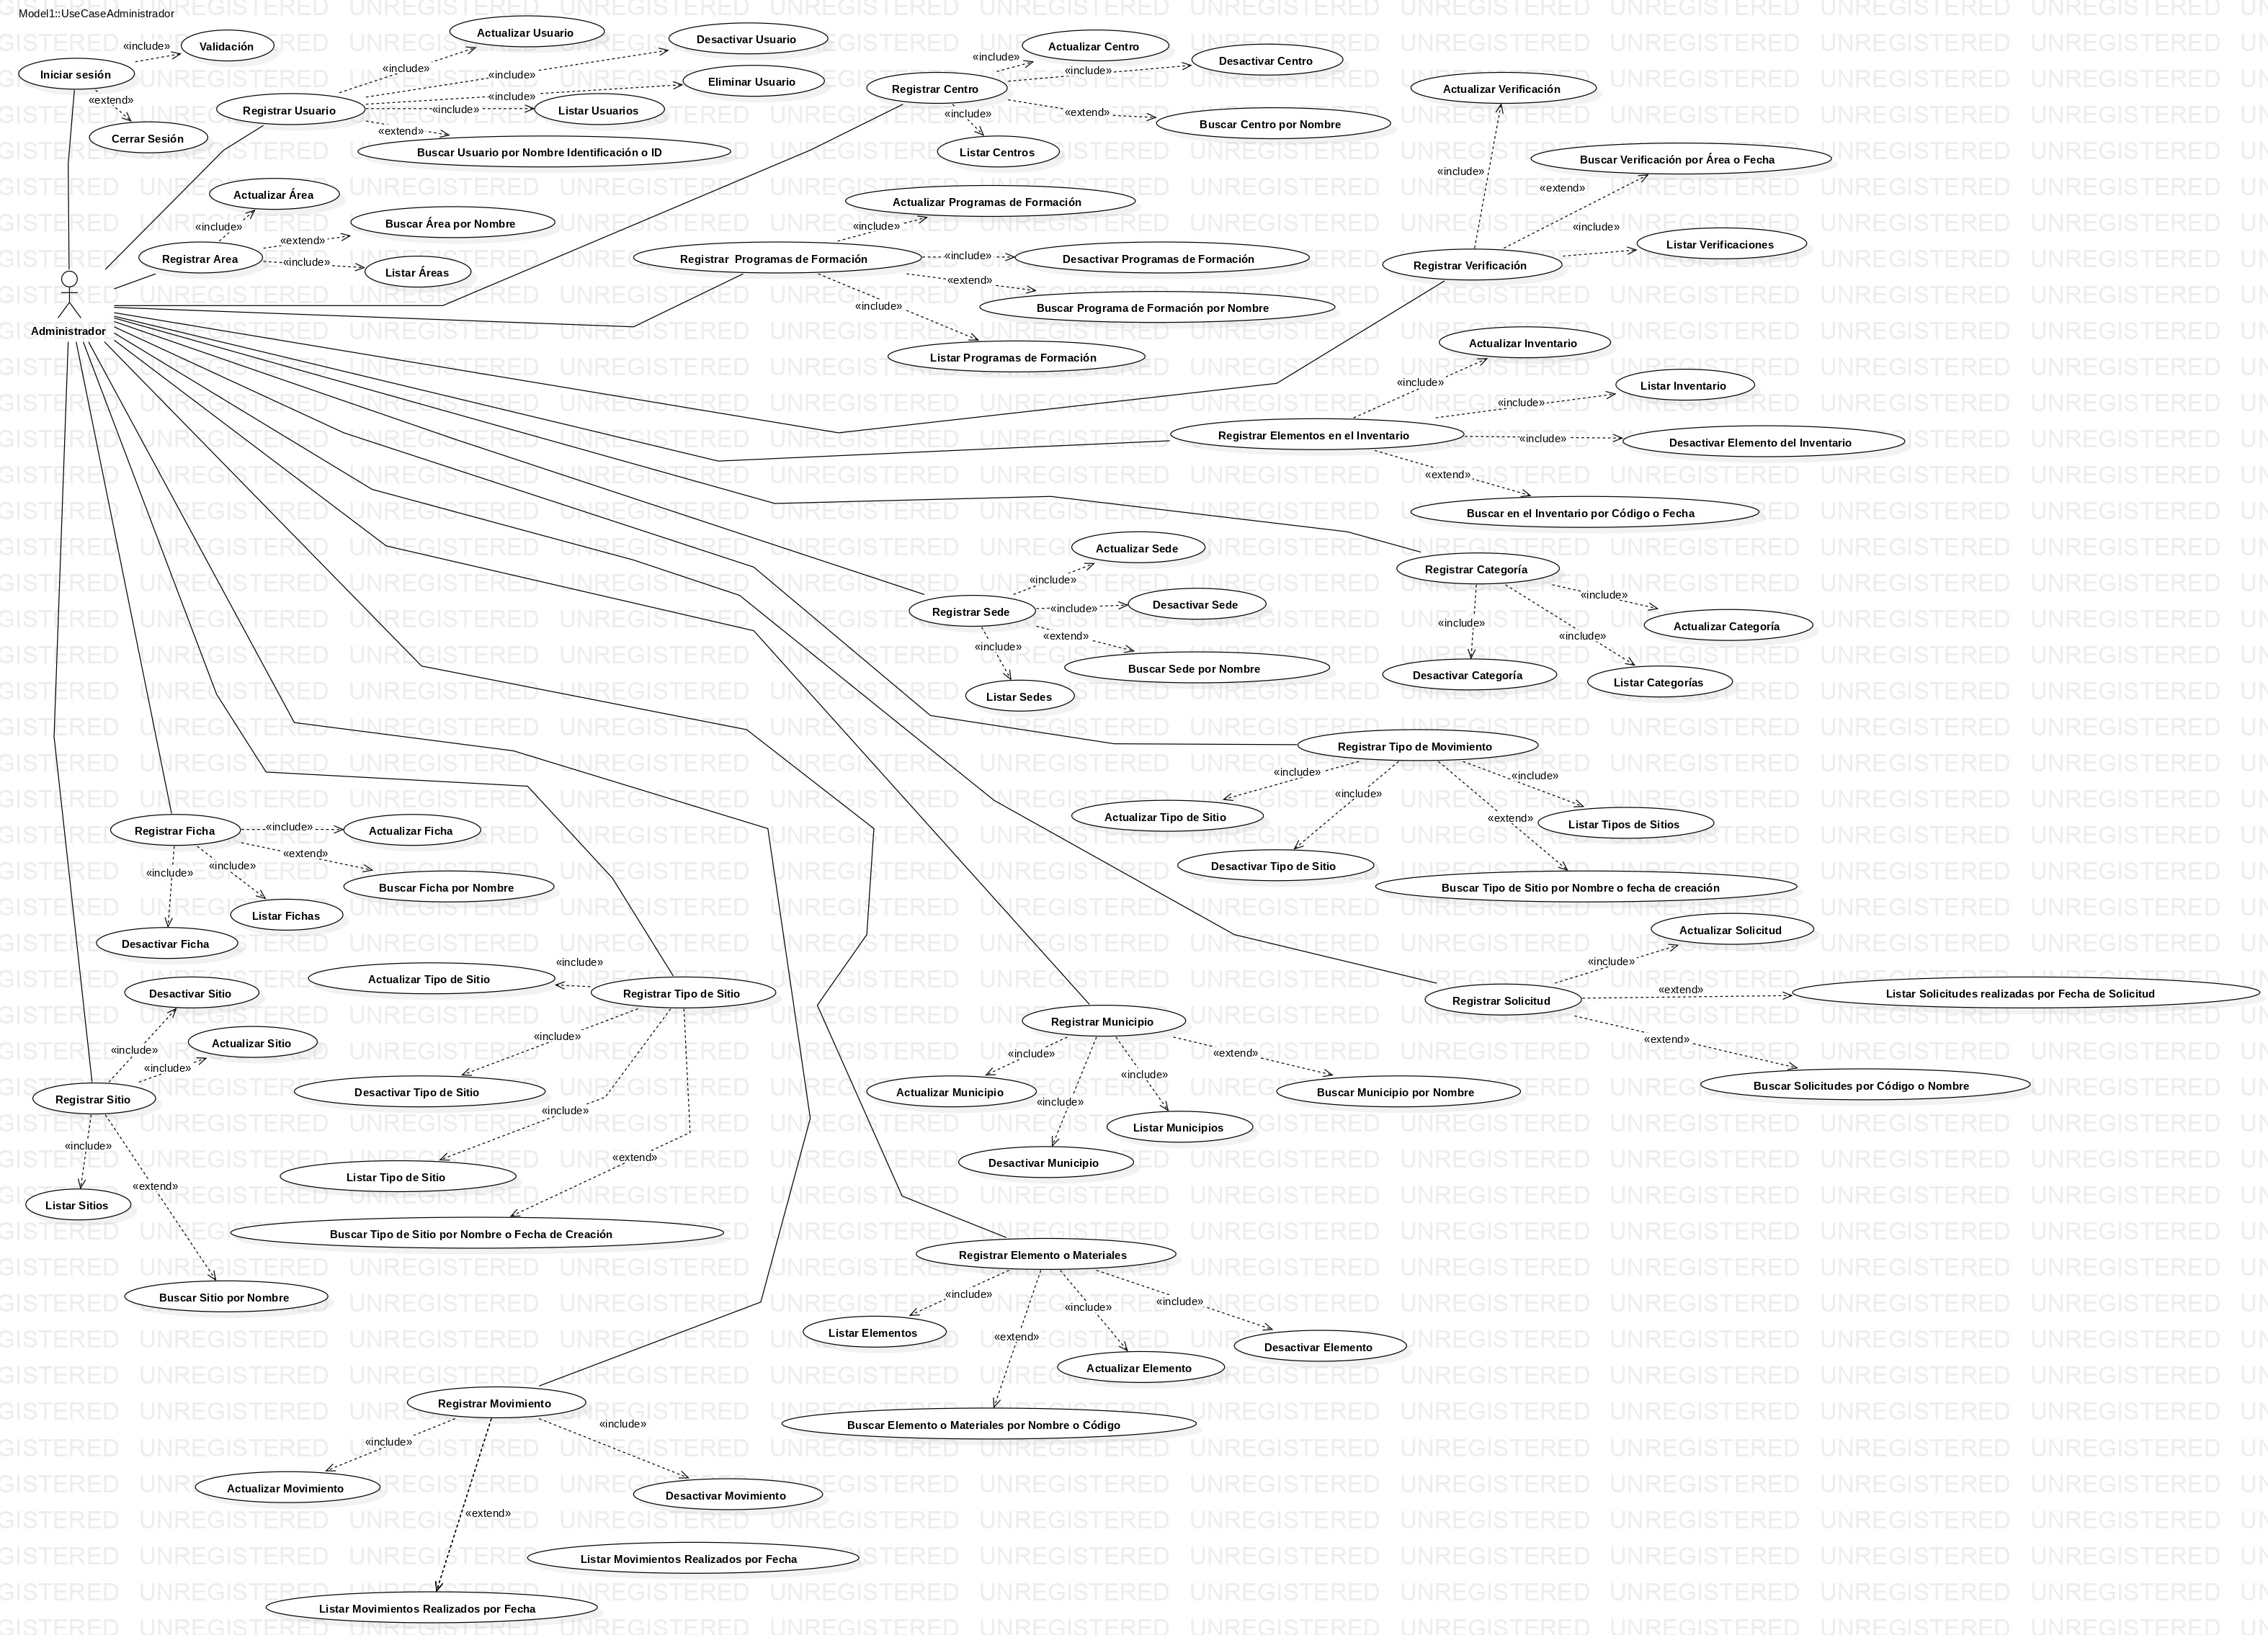 Model1::UseCaseAdministrador
Iniciar sesión
«include»
Validación
«extend»
Cerrar Sesión
Registrar Usuario
«include»
Actualizar Usuario
«include»
Desactivar Usuario
«include»
Eliminar Usuario
«include»
Listar Usuarios
«extend»
Buscar Usuario por Nombre Identificación o ID
Registrar Centro
«include»
Actualizar Centro
«include»
Desactivar Centro
«extend»
Buscar Centro por Nombre
«include»
Listar Centros
Registrar Verificación
«include»
Actualizar Verificación
«extend»
Buscar Verificación por Área o Fecha
«include»
Listar Verificaciones
Registrar Area
«include»
Actualizar Área
«extend»
Buscar Área por Nombre
«include»
Listar Áreas
Registrar  Programas de Formación
«include»
Actualizar Programas de Formación
«include»
Desactivar Programas de Formación
«extend»
Buscar Programa de Formación por Nombre
«include»
Listar Programas de Formación
Administrador
Registrar Elementos en el Inventario
«include»
Actualizar Inventario
«include»
Listar Inventario
«include»
Desactivar Elemento del Inventario
«extend»
Buscar en el Inventario por Código o Fecha
Registrar Sede
«include»
Actualizar Sede
«include»
Desactivar Sede
«extend»
Buscar Sede por Nombre
«include»
Listar Sedes
Registrar Categoría
«include»
Actualizar Categoría
«include»
Desactivar Categoría
«include»
Listar Categorías
Registrar Tipo de Movimiento
«include»
Actualizar Tipo de Sitio
«include»
Desactivar Tipo de Sitio
«include»
Listar Tipos de Sitios
«extend»
Buscar Tipo de Sitio por Nombre o fecha de creación
Registrar Ficha
«include»
Actualizar Ficha
«extend»
Buscar Ficha por Nombre
«include»
Listar Fichas
«include»
Desactivar Ficha
Registrar Solicitud
«include»
Actualizar Solicitud
«extend»
Listar Solicitudes realizadas por Fecha de Solicitud
«extend»
Buscar Solicitudes por Código o Nombre
Registrar Sitio
«include»
Desactivar Sitio
«include»
Actualizar Sitio
«include»
Listar Sitios
«extend»
Buscar Sitio por Nombre
Registrar Tipo de Sitio
«include»
Actualizar Tipo de Sitio
«include»
Desactivar Tipo de Sitio
«include»
Listar Tipo de Sitio
«extend»
Buscar Tipo de Sitio por Nombre o Fecha de Creación
Registrar Municipio
«include»
Actualizar Municipio
«include»
Desactivar Municipio
«include»
Listar Municipios
«extend»
Buscar Municipio por Nombre
Registrar Elemento o Materiales
«include»
Listar Elementos
«extend»
Buscar Elemento o Materiales por Nombre o Código
«include»
Actualizar Elemento
«include»
Desactivar Elemento
Registrar Movimiento
«include»
Actualizar Movimiento
«include»
Desactivar Movimiento
«extend»
Listar Movimientos Realizados por Fecha
Listar Movimientos Realizados por Fecha
UNREGISTERED